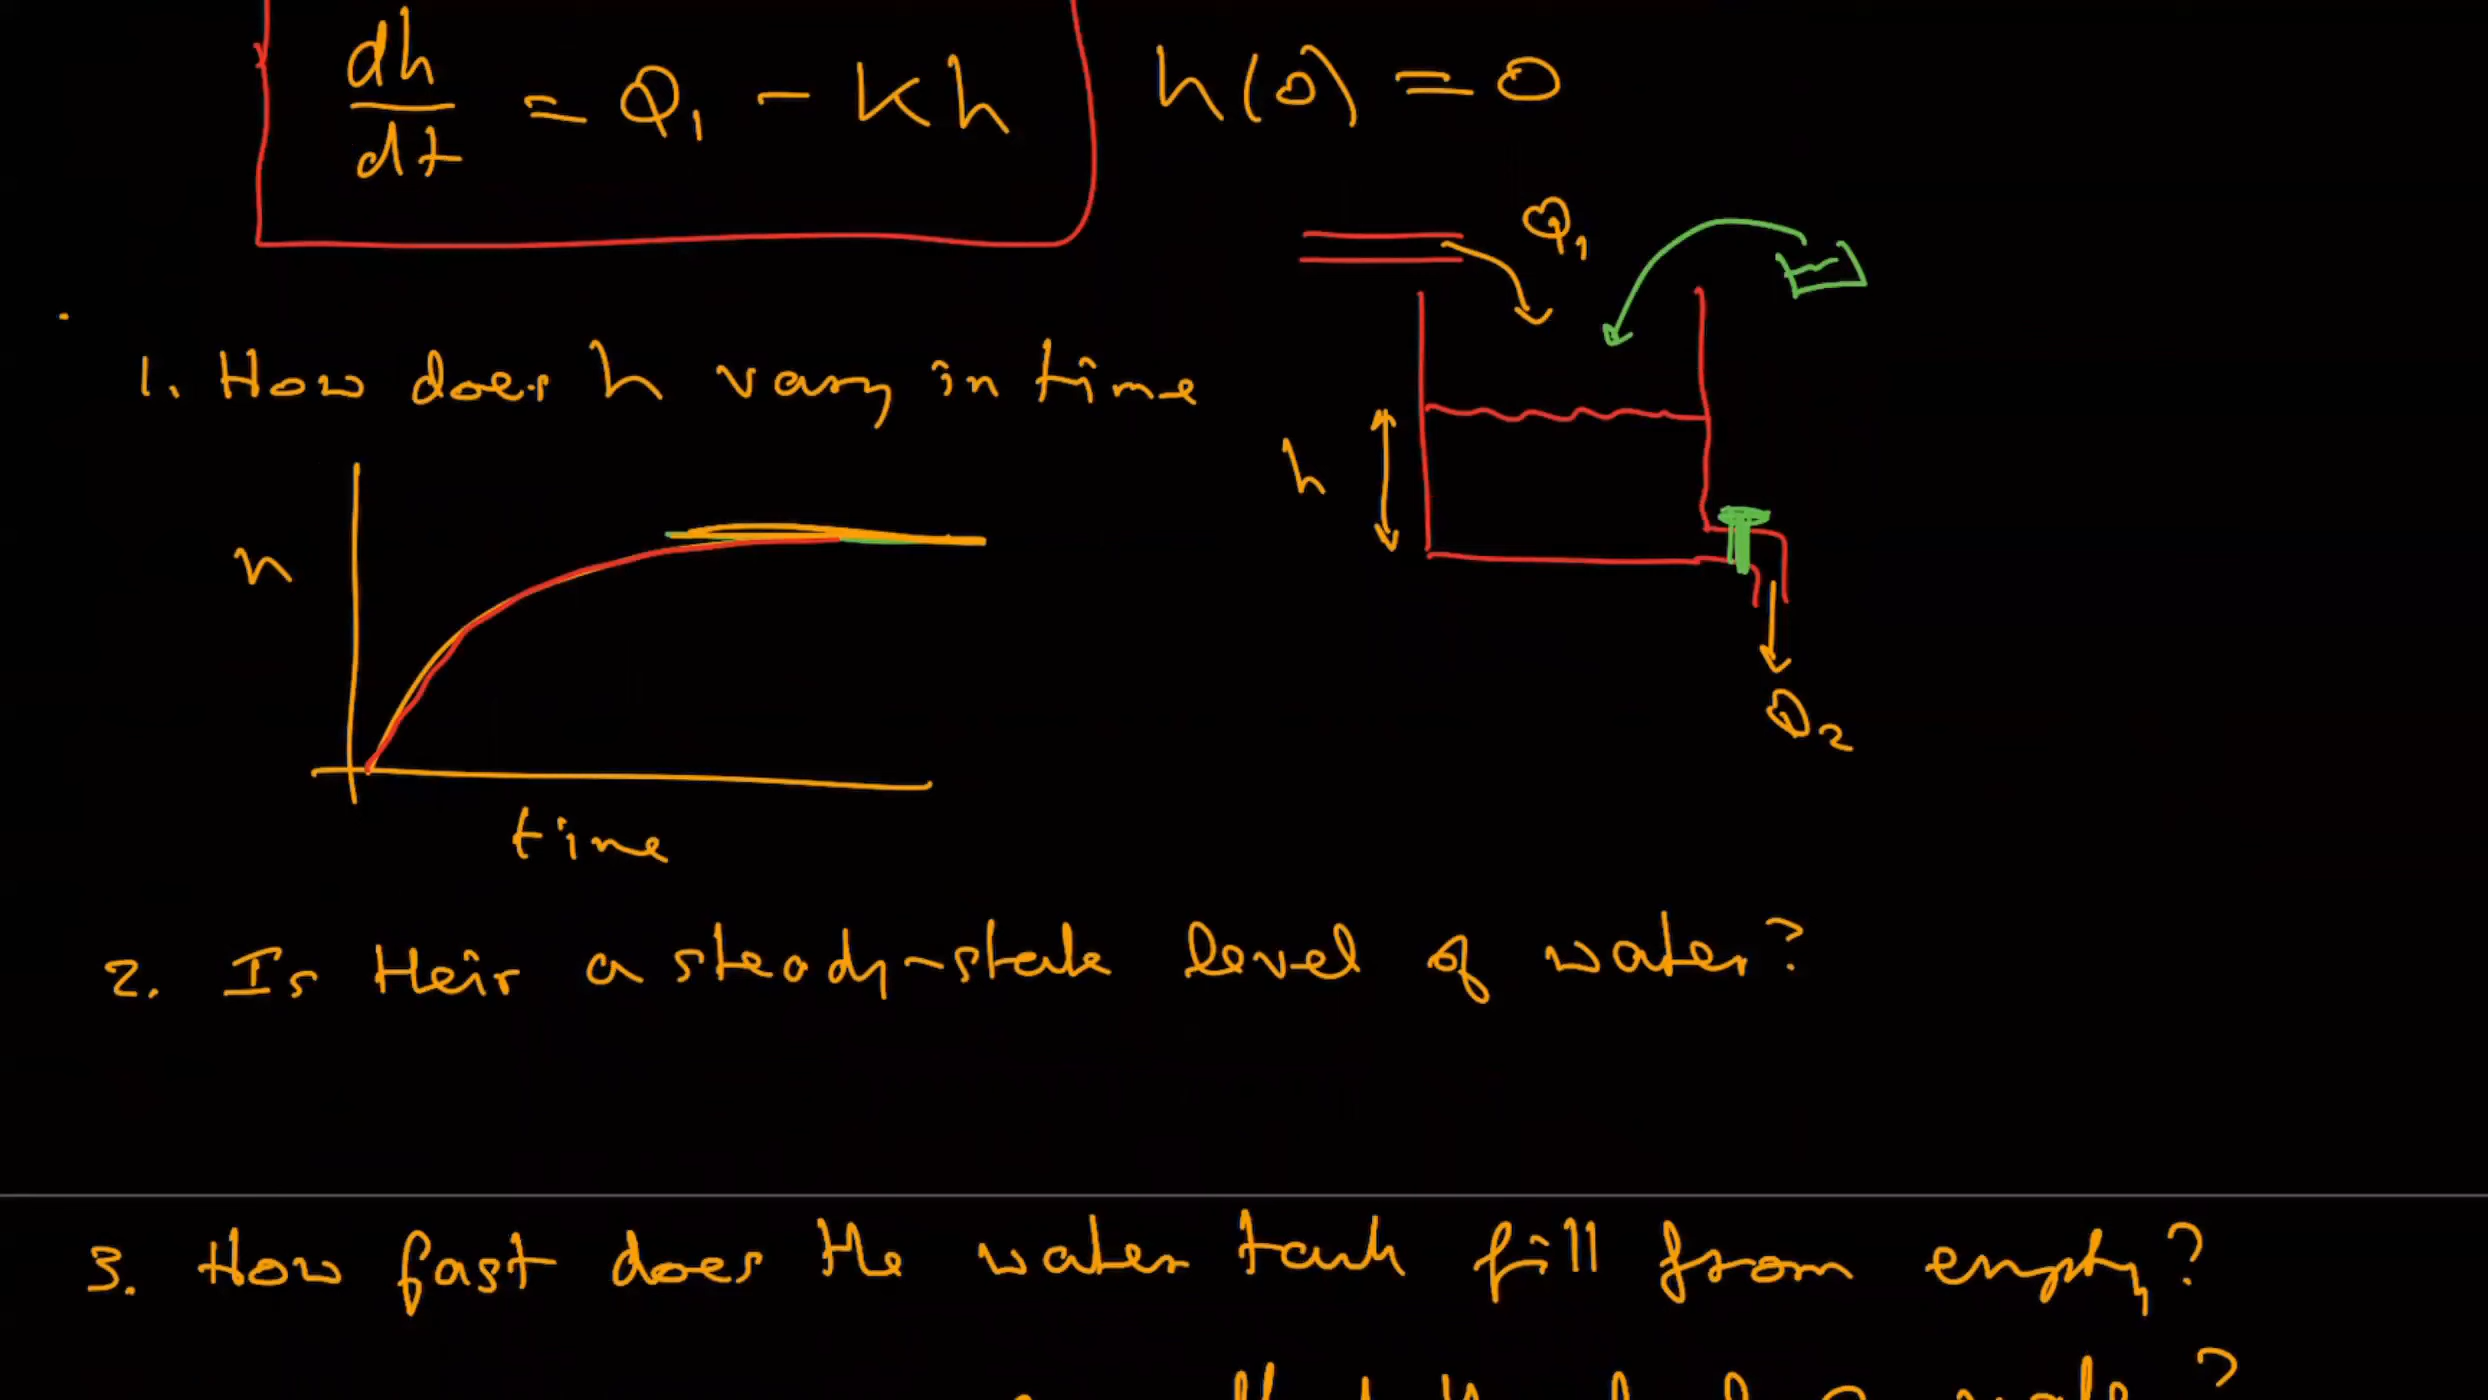 dh/dt = Q₁ - Kh h(0) = 0
Q₁
1. How does h vary in time
h
h
Q₂
time
2. Is their a steady-state level of water?
3. How fast does the water tank fill from empty?